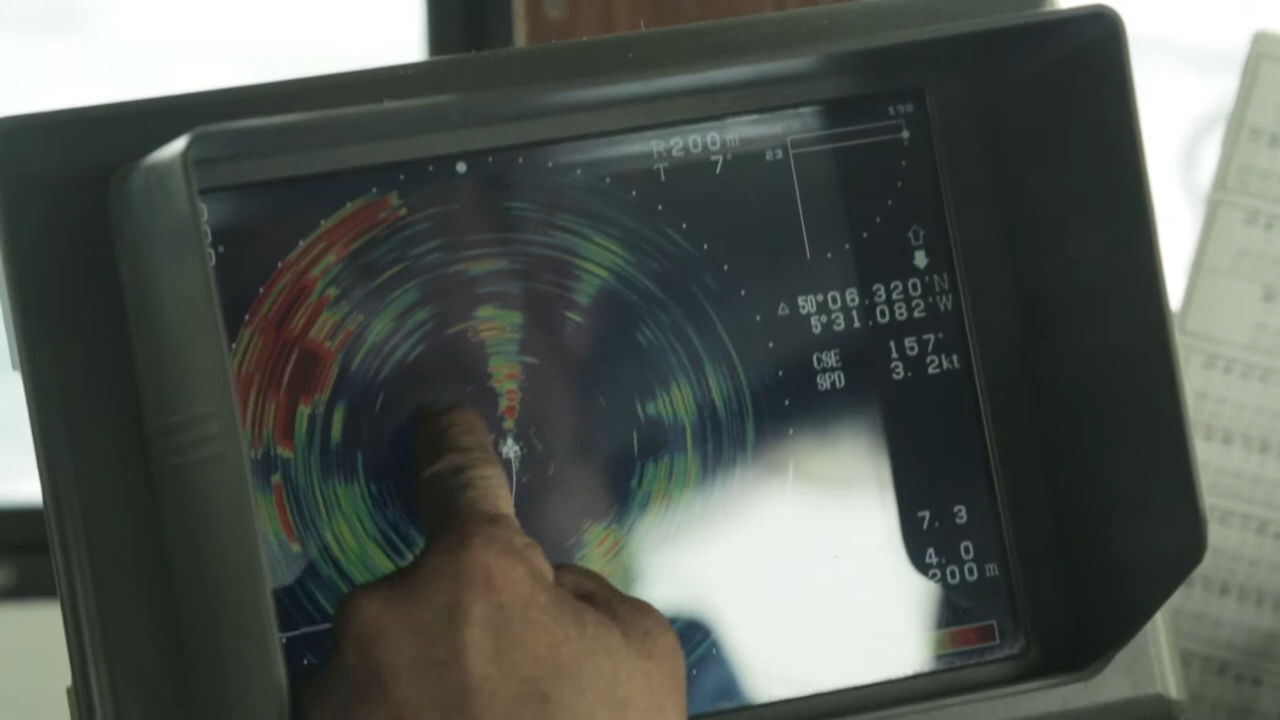 198
R200m
T 7°
23
50°06.320'N
5°31.082'W
CSE 157°
SPD 3.2kt
7.3
4.0
200m